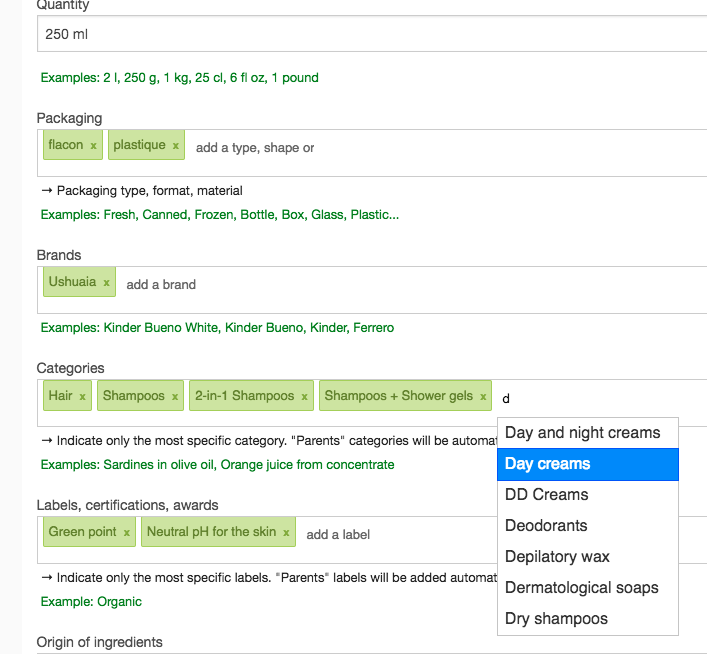 Quantity
250 ml
Examples: 2 l, 250 g, 1 kg, 25 cl, 6 fl oz, 1 pound
Packaging
flacon x plastique x add a type, shape or
→ Packaging type, format, material
Examples: Fresh, Canned, Frozen, Bottle, Box, Glass, Plastic...
Brands
Ushuaia x add a brand
Examples: Kinder Bueno White, Kinder Bueno, Kinder, Ferrero
Categories
Hair x Shampoos x 2-in-1 Shampoos x Shampoos + Shower gels x d
→ Indicate only the most specific category. "Parents" categories will be automat
Examples: Sardines in olive oil, Orange juice from concentrate
Day and night creams
Day creams
DD Creams
Deodorants
Depilatory wax
Dermatological soaps
Dry shampoos
Labels, certifications, awards
Green point x Neutral pH for the skin x add a label
→ Indicate only the most specific labels. "Parents" labels will be added automat
Example: Organic
Origin of ingredients